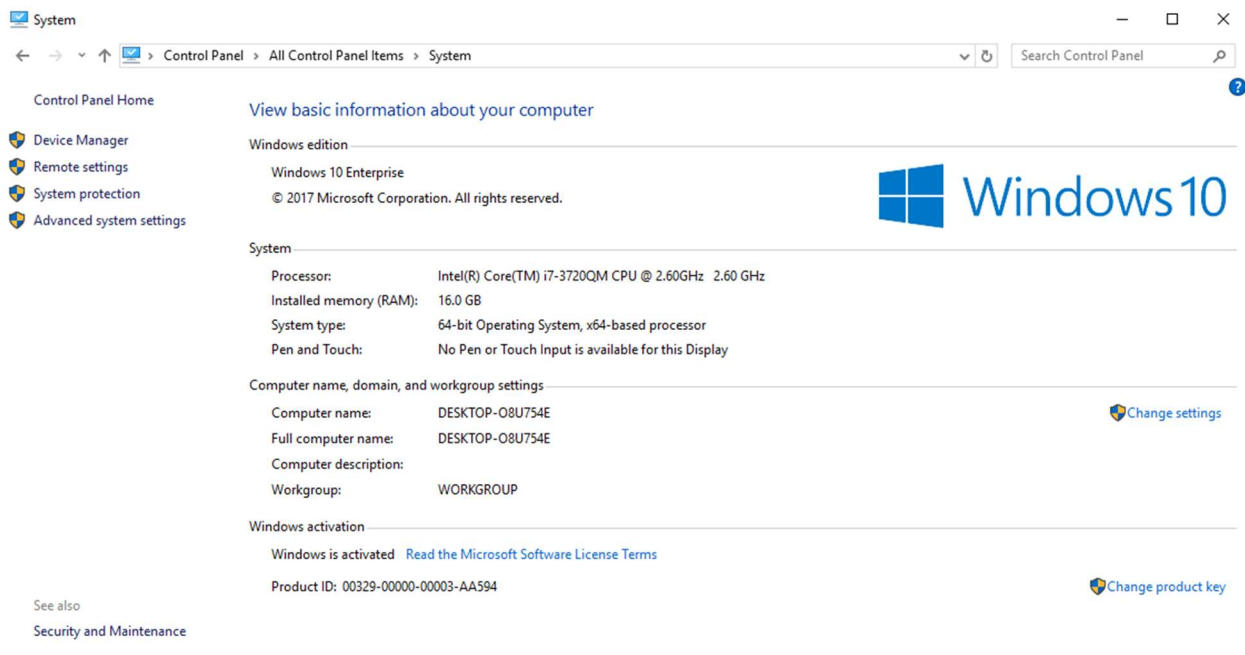 System
Control Panel > All Control Panel Items > System
Search Control Panel
?
Control Panel Home
Device Manager
Remote settings
System protection
Advanced system settings
View basic information about your computer
Windows edition
Windows 10 Enterprise
© 2017 Microsoft Corporation. All rights reserved.
Windows 10
System
Processor: Intel(R) Core(TM) i7-3720QM CPU @ 2.60GHz 2.60 GHz
Installed memory (RAM): 16.0 GB
System type: 64-bit Operating System, x64-based processor
Pen and Touch: No Pen or Touch Input is available for this Display
Computer name, domain, and workgroup settings
Computer name: DESKTOP-O8U754E
Change settings
Full computer name: DESKTOP-O8U754E
Computer description:
Workgroup: WORKGROUP
Windows activation
Windows is activated Read the Microsoft Software License Terms
Product ID: 00329-00000-00003-AA594
Change product key
See also
Security and Maintenance